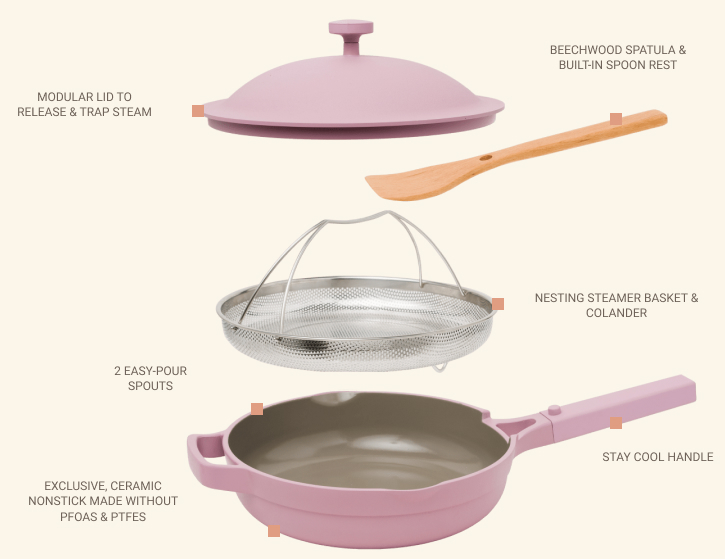 BEECHWOOD SPATULA &
BUILT-IN SPOON REST
MODULAR LID TO
RELEASE & TRAP STEAM
NESTING STEAMER BASKET &
COLANDER
2 EASY-POUR
SPOUTS
STAY COOL HANDLE
EXCLUSIVE, CERAMIC
NONSTICK MADE WITHOUT
PFOAS & PTFES